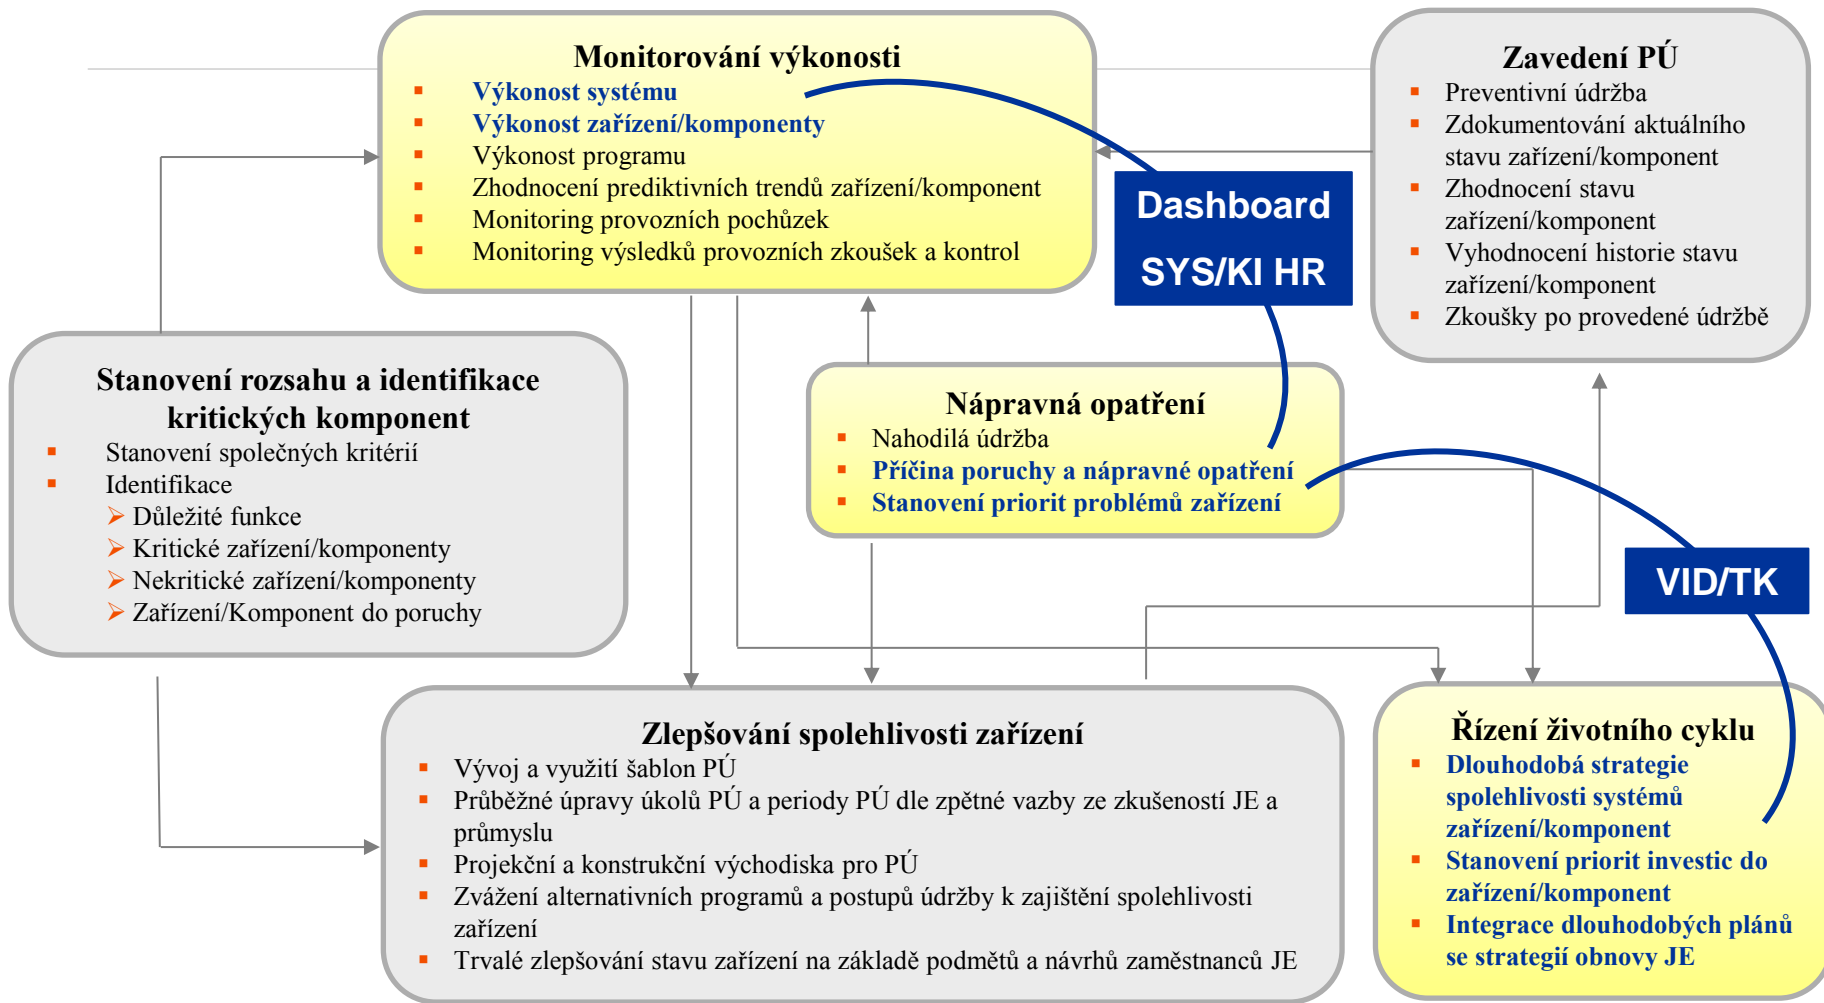 Monitorování výkonosti
Výkonost systému
Výkonost zařízení/komponenty
Výkonost programu
Zhodnocení prediktivních trendů zařízení/komponent
Monitoring provozních pochůzek
Monitoring výsledků provozních zkoušek a kontrol
Zavedení PÚ
Preventivní údržba
Zdokumentování aktuálního
stavu zařízení/komponent
Zhodnocení stavu
zařízení/komponent
Vyhodnocení historie stavu
zařízení/komponent
Zkoušky po provedené údržbě
Dashboard
SYS/KI HR
Stanovení rozsahu a identifikace
kritických komponent
Stanovení společných kritérií
Identifikace
Důležité funkce
Kritické zařízení/komponenty
Nekritické zařízení/komponenty
Zařízení/Komponent do poruchy
Nápravná opatření
Nahodilá údržba
Příčina poruchy a nápravné opatření
Stanovení priorit problémů zařízení
VID/TK
Zlepšování spolehlivosti zařízení
Vývoj a využití šablon PÚ
Průběžné úpravy úkolů PÚ a periody PÚ dle zpětné vazby ze zkušeností JE a
průmyslu
Projekční a konstrukční východiska pro PÚ
Zvážení alternativních programů a postupů údržby k zajištění spolehlivosti
zařízení
Trvalé zlepšování stavu zařízení na základě podmětů a návrhů zaměstnanců JE
Řízení životního cyklu
Dlouhodobá strategie
spolehlivosti systémů
zařízení/komponent
Stanovení priorit investic do
zařízení/komponent
Integrace dlouhodobých plánů
se strategií obnovy JE